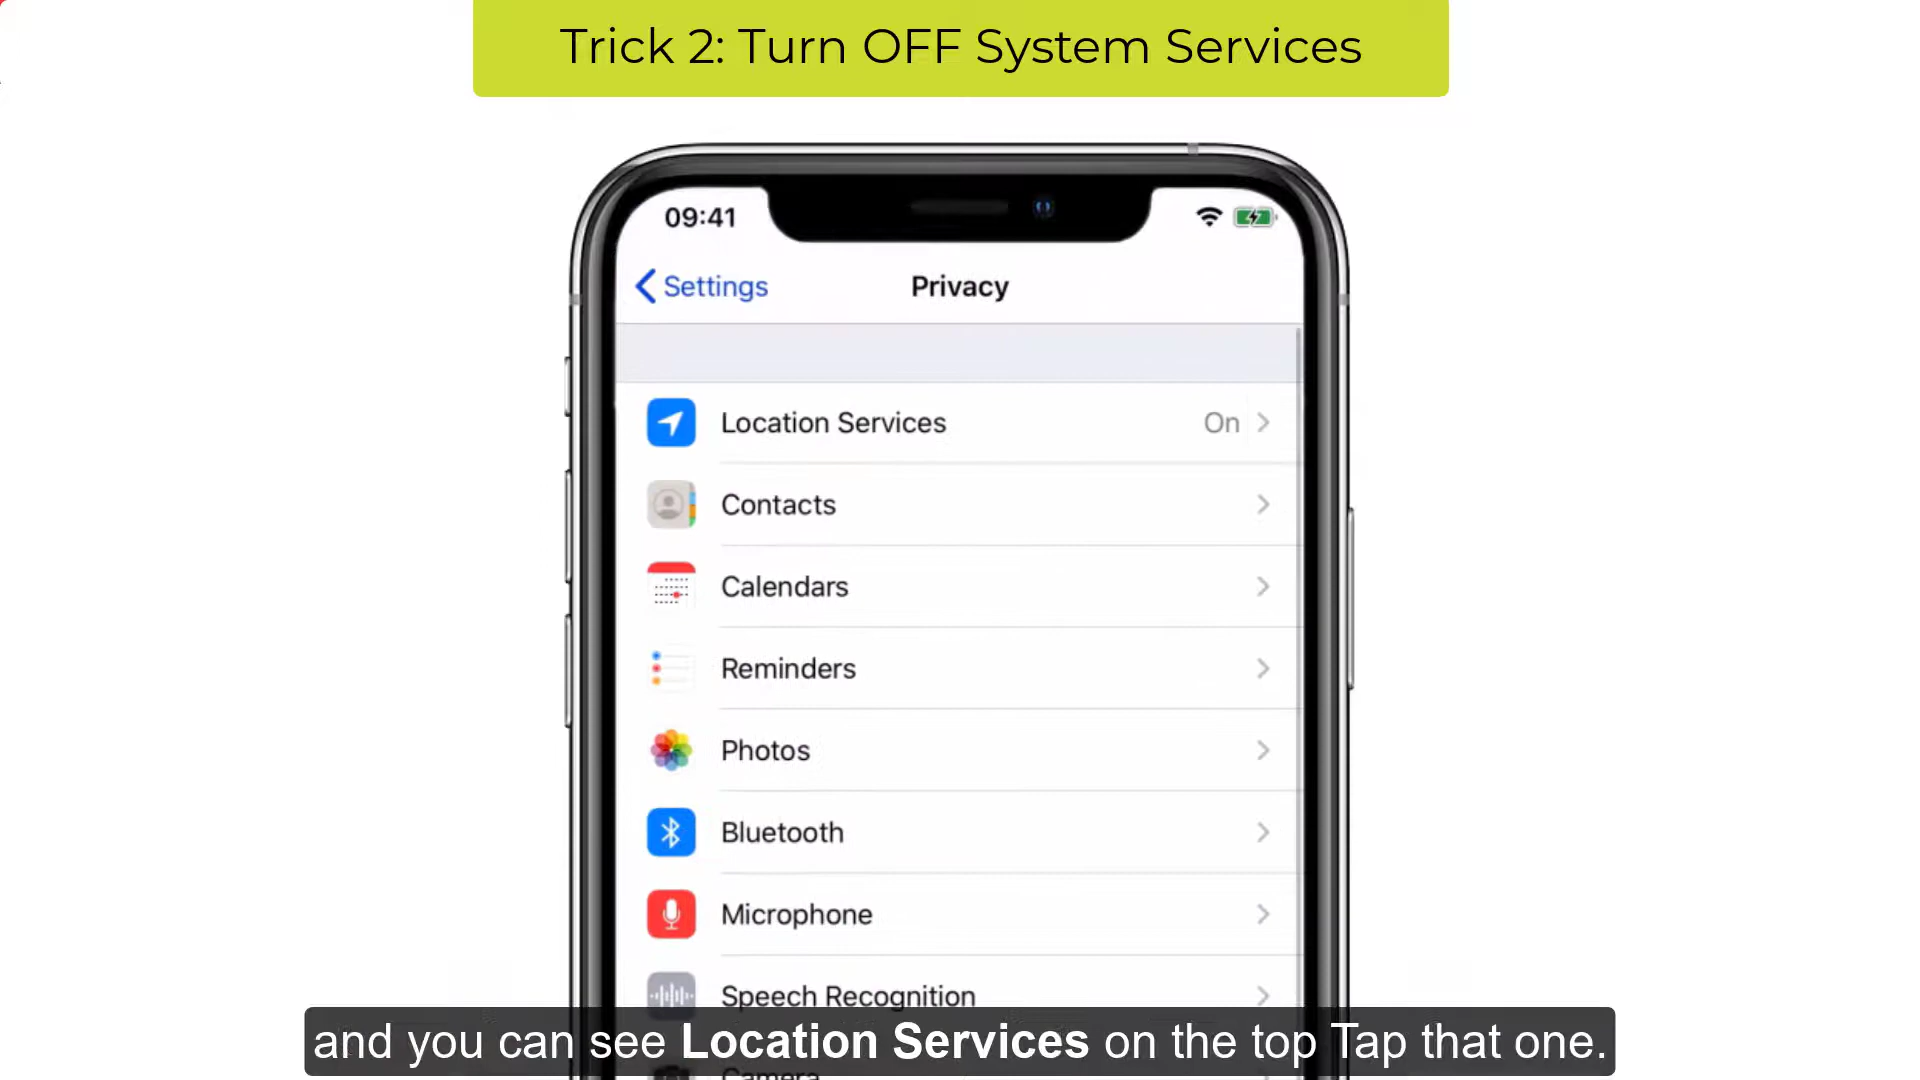 Trick 2: Turn OFF System Services
09:41
Settings
Privacy
Location Services On
Contacts
Calendars
Reminders
Photos
Bluetooth
Microphone
Speech Recognition
and you can see Location Services on the top Tap that one.
Camera